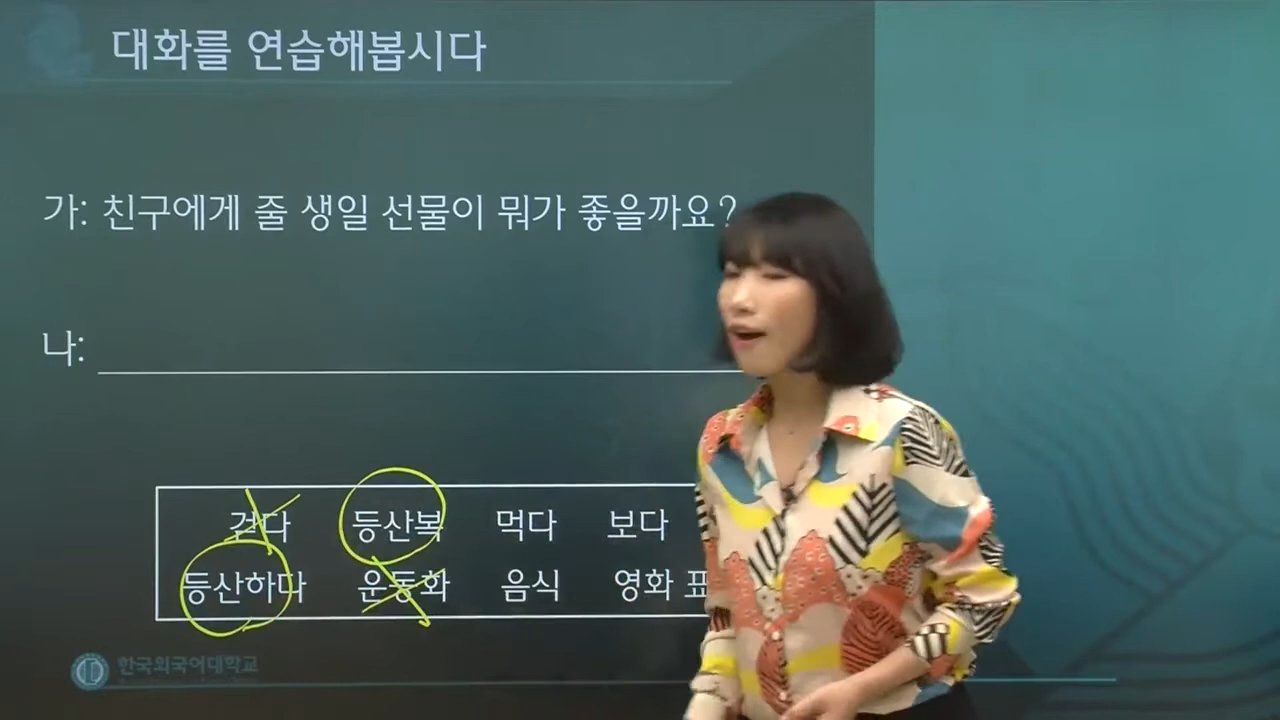 대화를 연습해봅시다
가: 친구에게 줄 생일 선물이 뭐가 좋을까요?
나:
걷다 등산복 먹다 보다
등산하다 운동화 음식 영화 표
한국외국어대학교